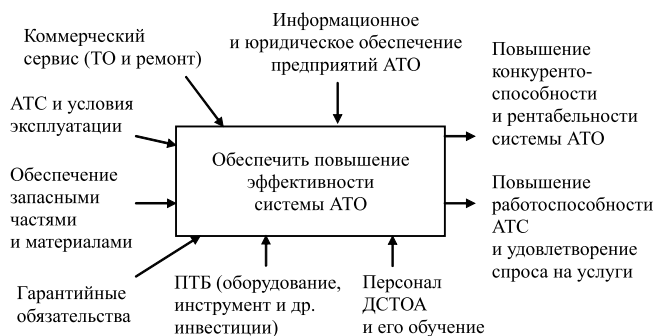 Коммерческий
сервис (ТО и ремонт)
Информационное
и юридическое обеспечение
предприятий АТО
Повышение
конкуренто-
способности
и рентабельности
системы АТО
АТС и условия
эксплуатации
Обеспечить повышение
эффективности
системы АТО
Обеспечение
запасными
частями
и материалами
Повышение
работоспособности
АТС
и удовлетворение
спроса на услуги
Гарантийные
обязательства
ПТБ (оборудование,
инструмент и др.
инвестиции)
Персонал
ДСТОА
и его обучение